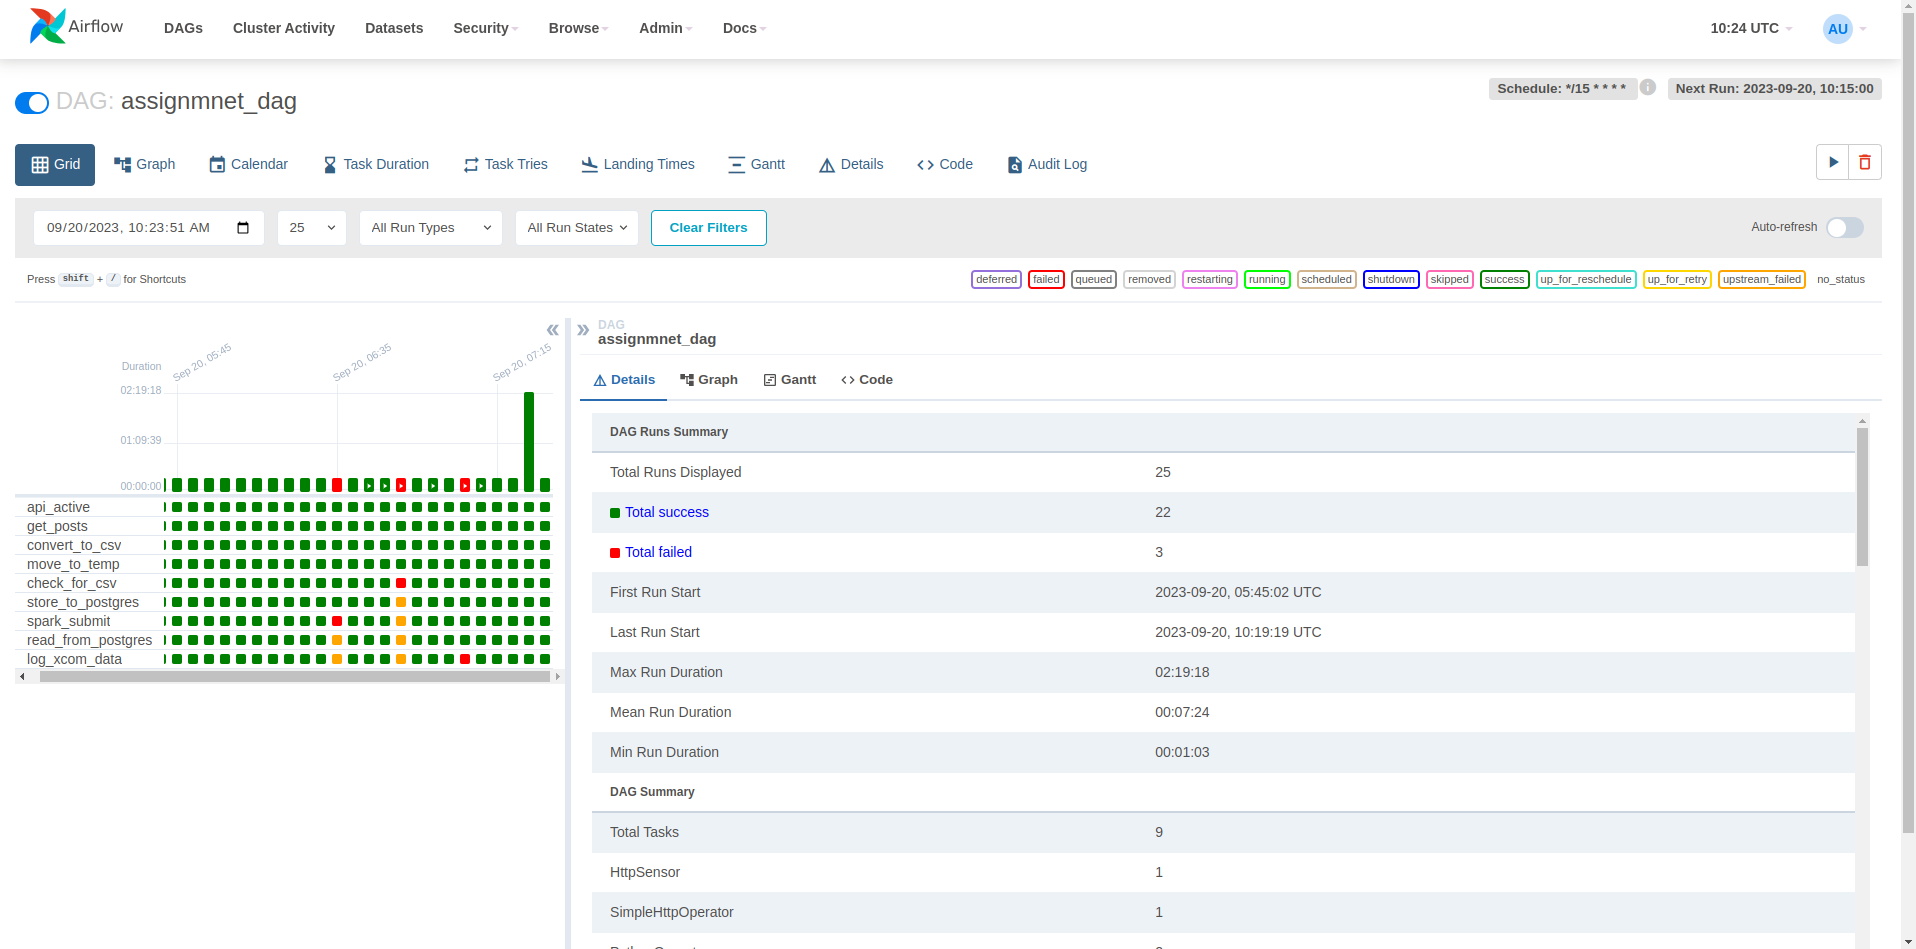 Airflow DAGs Cluster Activity Datasets Security Browse Admin Docs 10:24 UTC AU
DAG: assignmnet_dag
Schedule: */15 * * * * i Next Run: 2023-09-20, 10:15:00
Grid Graph Calendar Task Duration Task Tries Landing Times Gantt Details Code Audit Log
09/20/2023, 10:23:51 AM 25 All Run Types All Run States Clear Filters Auto-refresh
Press shift + / for Shortcuts
deferred failed queued removed restarting running scheduled shutdown skipped success up_for_reschedule up_for_retry upstream_failed no_status
Sep 20, 05:45 Sep 20, 06:35 Sep 20, 07:15
Duration
02:19:18
01:09:39
00:00:00
api_active
get_posts
convert_to_csv
move_to_temp
check_for_csv
store_to_postgres
spark_submit
read_from_postgres
log_xcom_data
« »
DAG
assignmnet_dag
Details Graph Gantt Code
DAG Runs Summary
Total Runs Displayed 25
Total success 22
Total failed 3
First Run Start 2023-09-20, 05:45:02 UTC
Last Run Start 2023-09-20, 10:19:19 UTC
Max Run Duration 02:19:18
Mean Run Duration 00:07:24
Min Run Duration 00:01:03
DAG Summary
Total Tasks 9
HttpSensor 1
SimpleHttpOperator 1